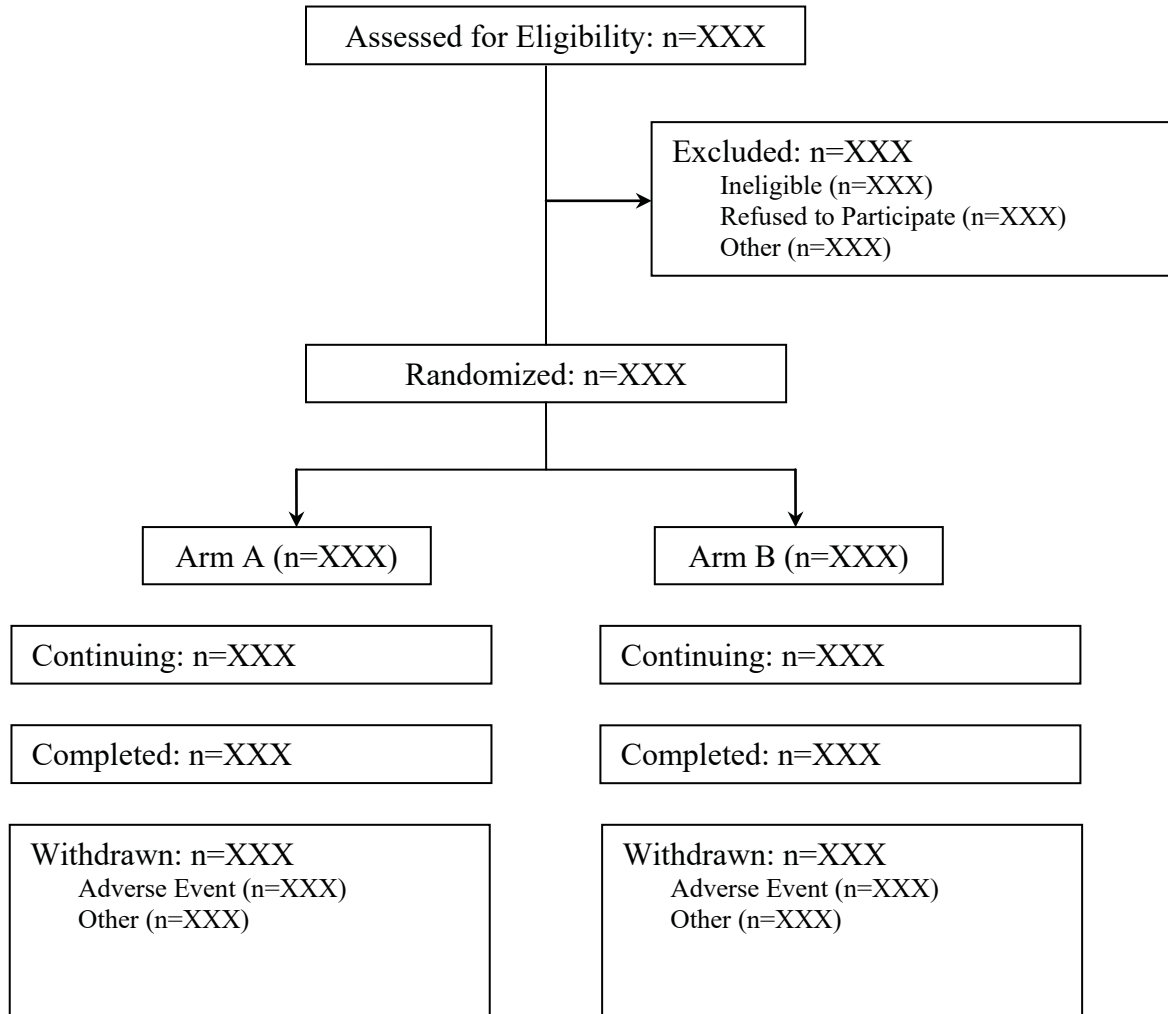 Assessed for Eligibility: n=XXX
Excluded: n=XXX
Ineligible (n=XXX)
Refused to Participate (n=XXX)
Other (n=XXX)
Randomized: n=XXX
Arm A (n=XXX)
Arm B (n=XXX)
Continuing: n=XXX
Continuing: n=XXX
Completed: n=XXX
Completed: n=XXX
Withdrawn: n=XXX
Adverse Event (n=XXX)
Other (n=XXX)
Withdrawn: n=XXX
Adverse Event (n=XXX)
Other (n=XXX)